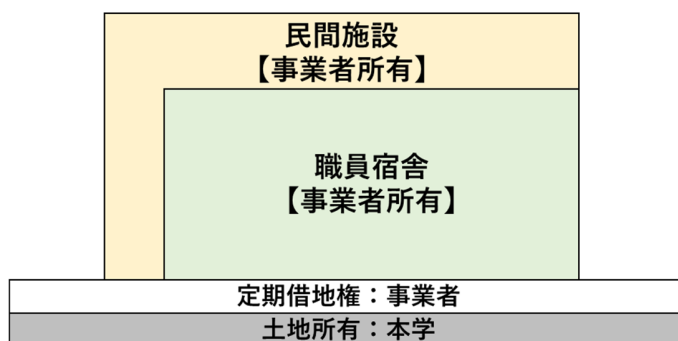 民間施設
【事業者所有】
職員宿舎
【事業者所有】
定期借地権：事業者
土地所有：本学